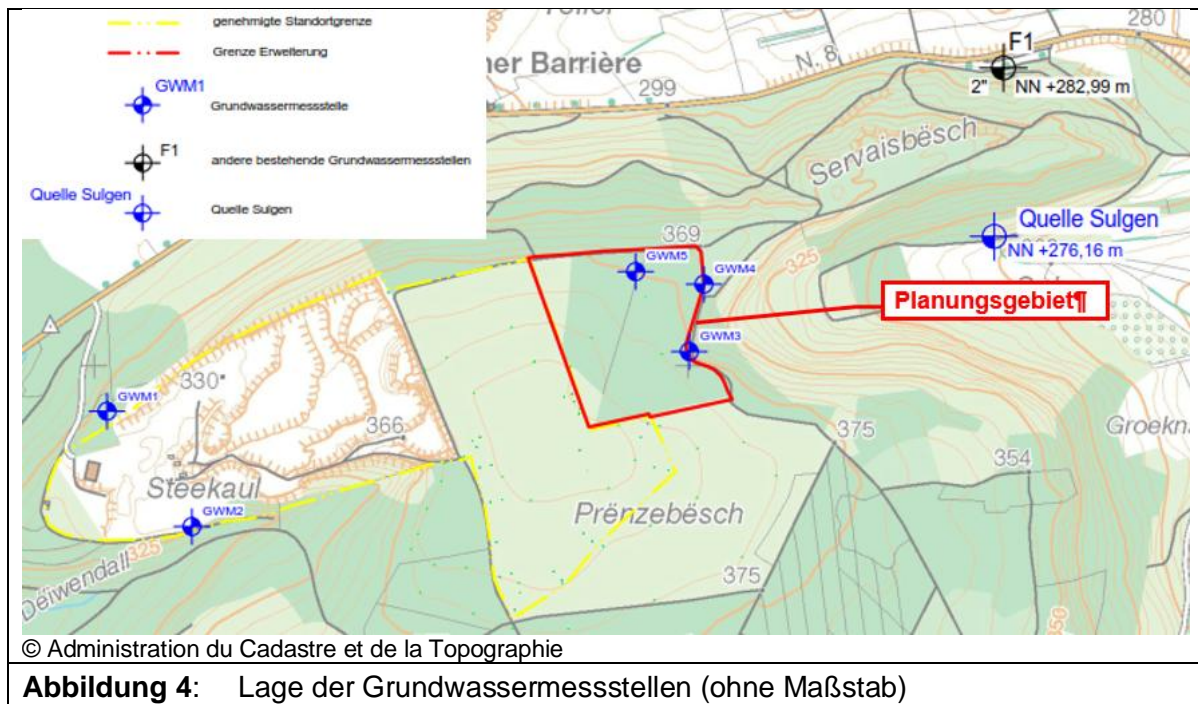 genehmigte Standortgrenze
Grenze Erweiterung
GWM1
Grundwassermessstelle
F1
andere bestehende Grundwassermessstellen
Quelle Sulgen
Quelle Sulgen
ner Barrière
N. 8
280
299
F1
2" NN +282,99 m
Servaisbësch
Quelle Sulgen
NN +276,16 m
369
325
GWM5
GWM4
Planungsgebiet¶
GWM3
330
GWM1
366
375
354
Steekaul
GWM2
Prënzebësch
Dëiwendall
325
375
350
© Administration du Cadastre et de la Topographie
Abbildung 4: Lage der Grundwassermessstellen (ohne Maßstab)